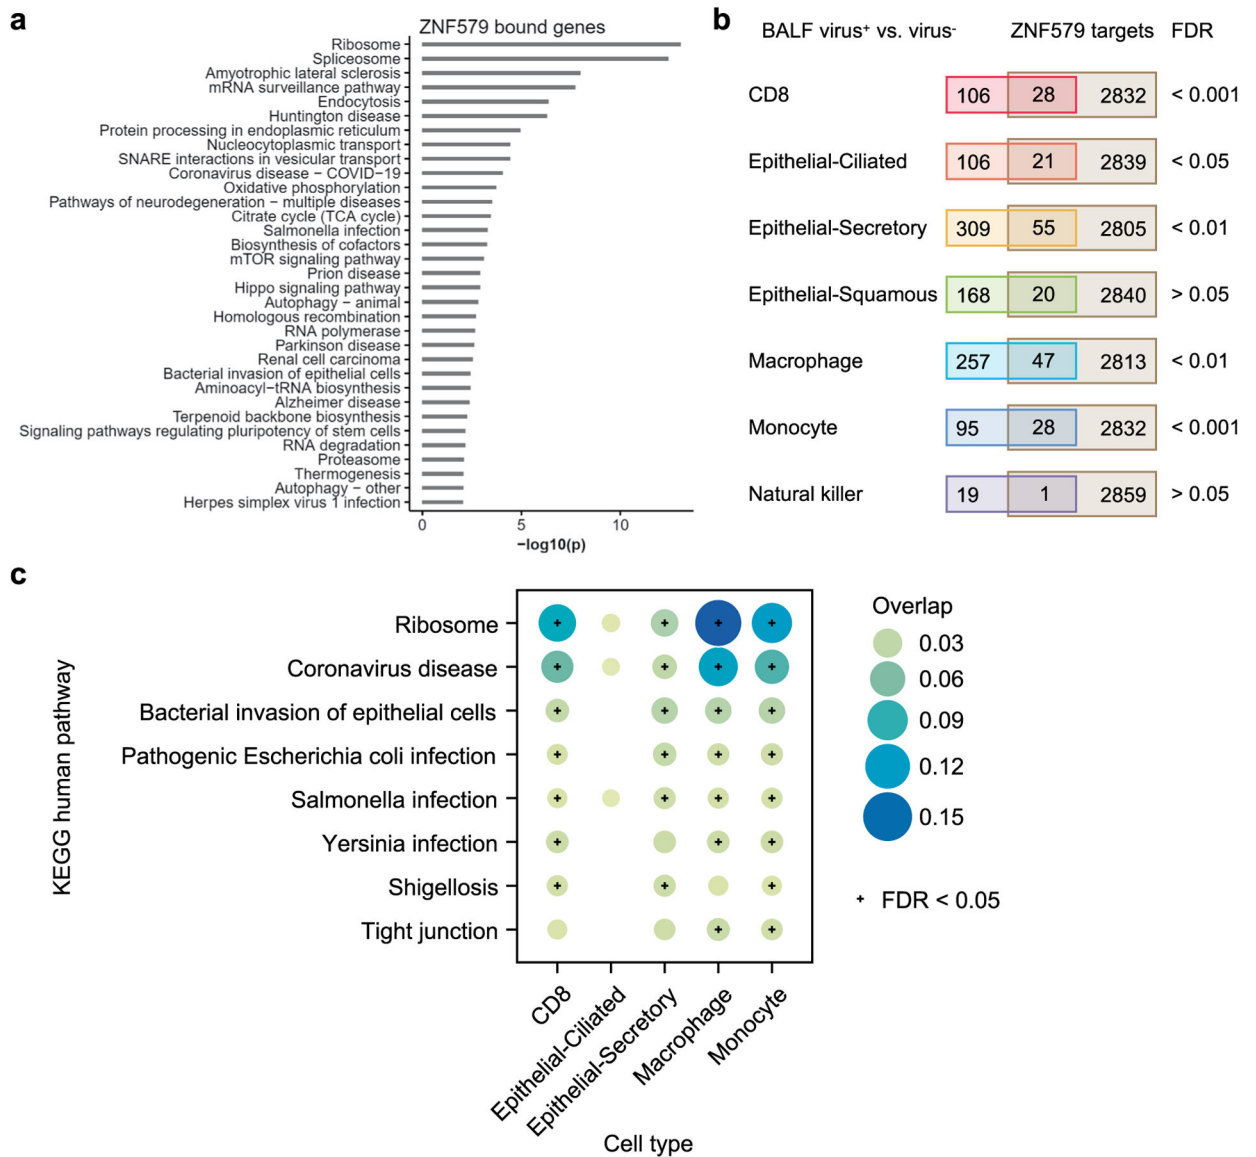 a
ZNF579 bound genes
Ribosome
Spliceosome
Amyotrophic lateral sclerosis
mRNA surveillance pathway
Endocytosis
Huntington disease
Protein processing in endoplasmic reticulum
Nucleocytoplasmic transport
SNARE interactions in vesicular transport
Coronavirus disease − COVID−19
Oxidative phosphorylation
Pathways of neurodegeneration − multiple diseases
Citrate cycle (TCA cycle)
Salmonella infection
Biosynthesis of cofactors
mTOR signaling pathway
Prion disease
Hippo signaling pathway
Autophagy − animal
Homologous recombination
RNA polymerase
Parkinson disease
Renal cell carcinoma
Bacterial invasion of epithelial cells
Aminoacyl−tRNA biosynthesis
Alzheimer disease
Terpenoid backbone biosynthesis
Signaling pathways regulating pluripotency of stem cells
RNA degradation
Proteasome
Thermogenesis
Autophagy − other
Herpes simplex virus 1 infection
0 5 10
−log10(p)
b
BALF virus⁺ vs. virus⁻ ZNF579 targets FDR
CD8 106 28 2832 < 0.001
Epithelial-Ciliated 106 21 2839 < 0.05
Epithelial-Secretory 309 55 2805 < 0.01
Epithelial-Squamous 168 20 2840 > 0.05
Macrophage 257 47 2813 < 0.01
Monocyte 95 28 2832 < 0.001
Natural killer 19 1 2859 > 0.05
c
KEGG human pathway
Ribosome
Coronavirus disease
Bacterial invasion of epithelial cells
Pathogenic Escherichia coli infection
Salmonella infection
Yersinia infection
Shigellosis
Tight junction
CD8
Epithelial-Ciliated
Epithelial-Secretory
Macrophage
Monocyte
Cell type
Overlap
0.03
0.06
0.09
0.12
0.15
+ FDR < 0.05